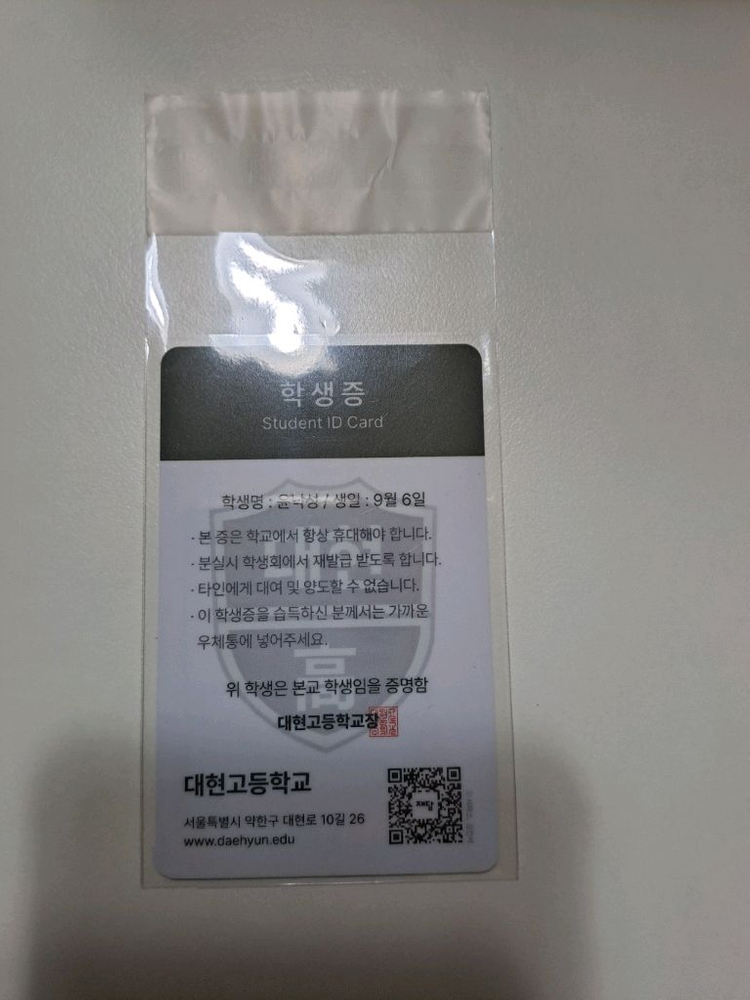 학생증
Student ID Card
학생명 : 윤낙성 / 생일 : 9월 6일
· 본 증은 학교에서 항상 휴대해야 합니다.
· 분실시 학생회에서 재발급 받도록 합니다.
· 타인에게 대여 및 양도할 수 없습니다.
· 이 학생증을 습득하신 분께서는 가까운
우체통에 넣어주세요.
高
위 학생은 본교 학생임을 증명함
대현고등학교장
대현고등학교
서울특별시 약한구 대현로 10길 26
www.daehyun.edu
재담